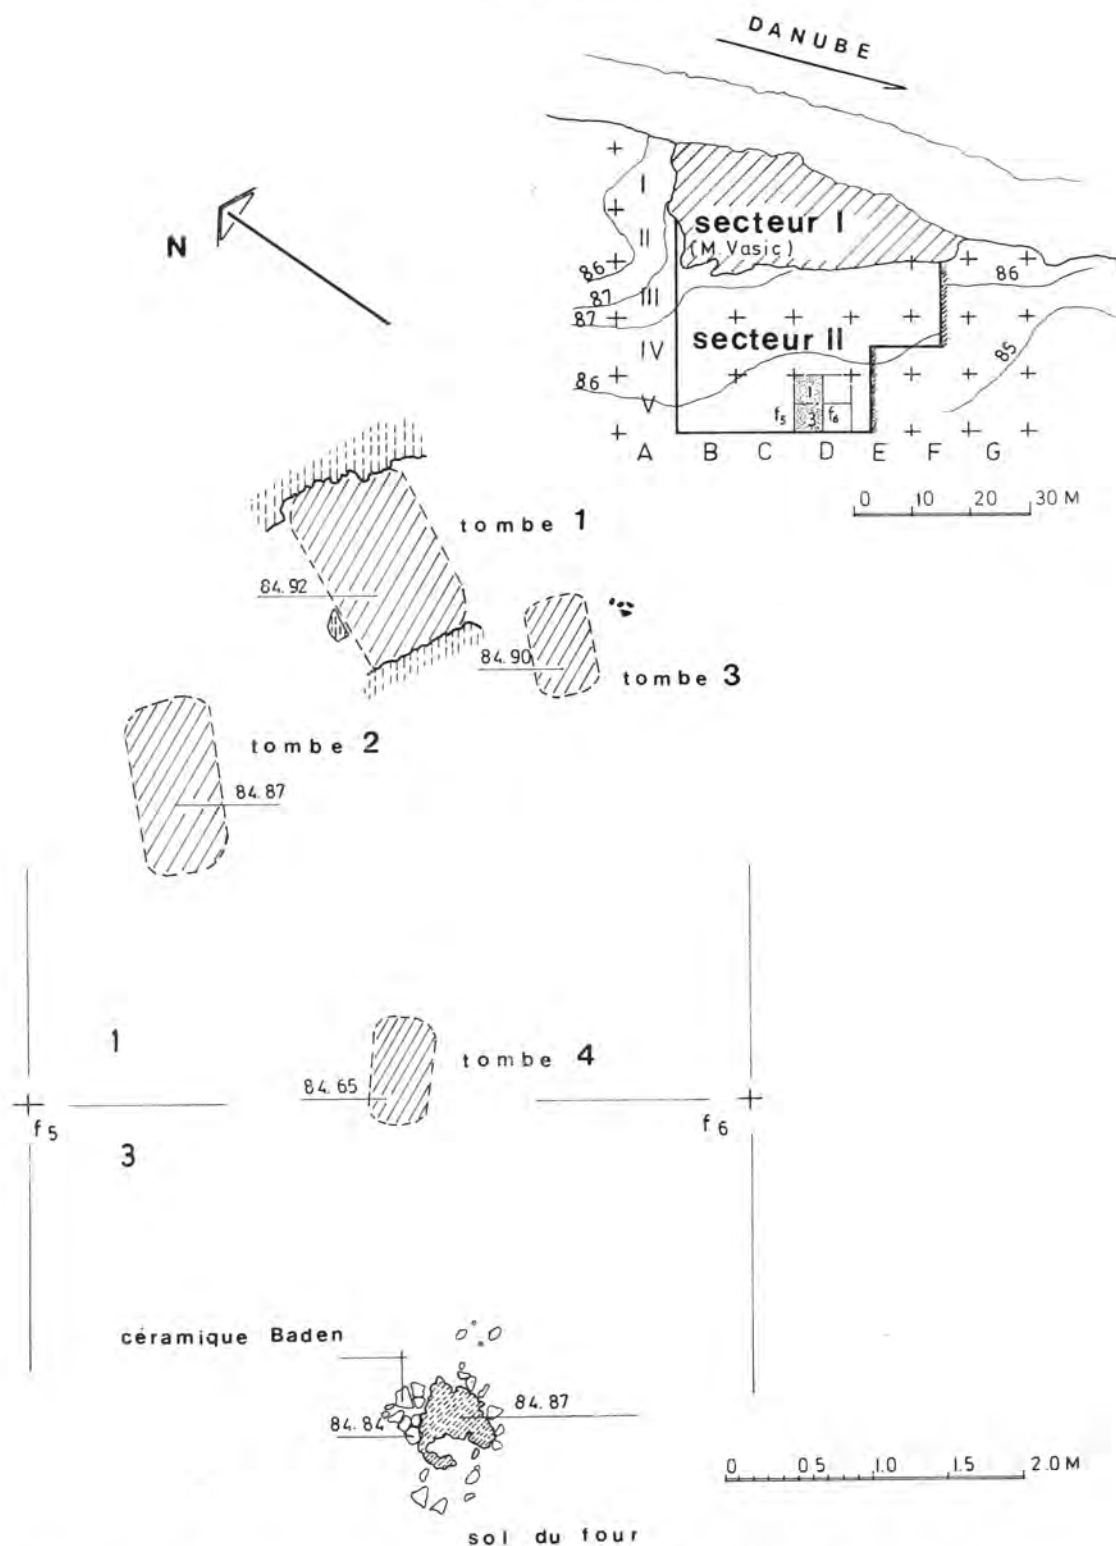 DANUBE
N
I
II
III
IV
V
secteur I
(M. Vasic)
86
87
87
86
86
85
secteur II
1
f5 3 f6
A B C D E F G
0 10 20 30 M
tombe 1
84.92
84.90
tombe 3
tombe 2
84.87
1
tombe 4
84.65
f5
f6
3
céramique Baden
84.87
84.84
0 05 1.0 1.5 2.0 M
sol du four